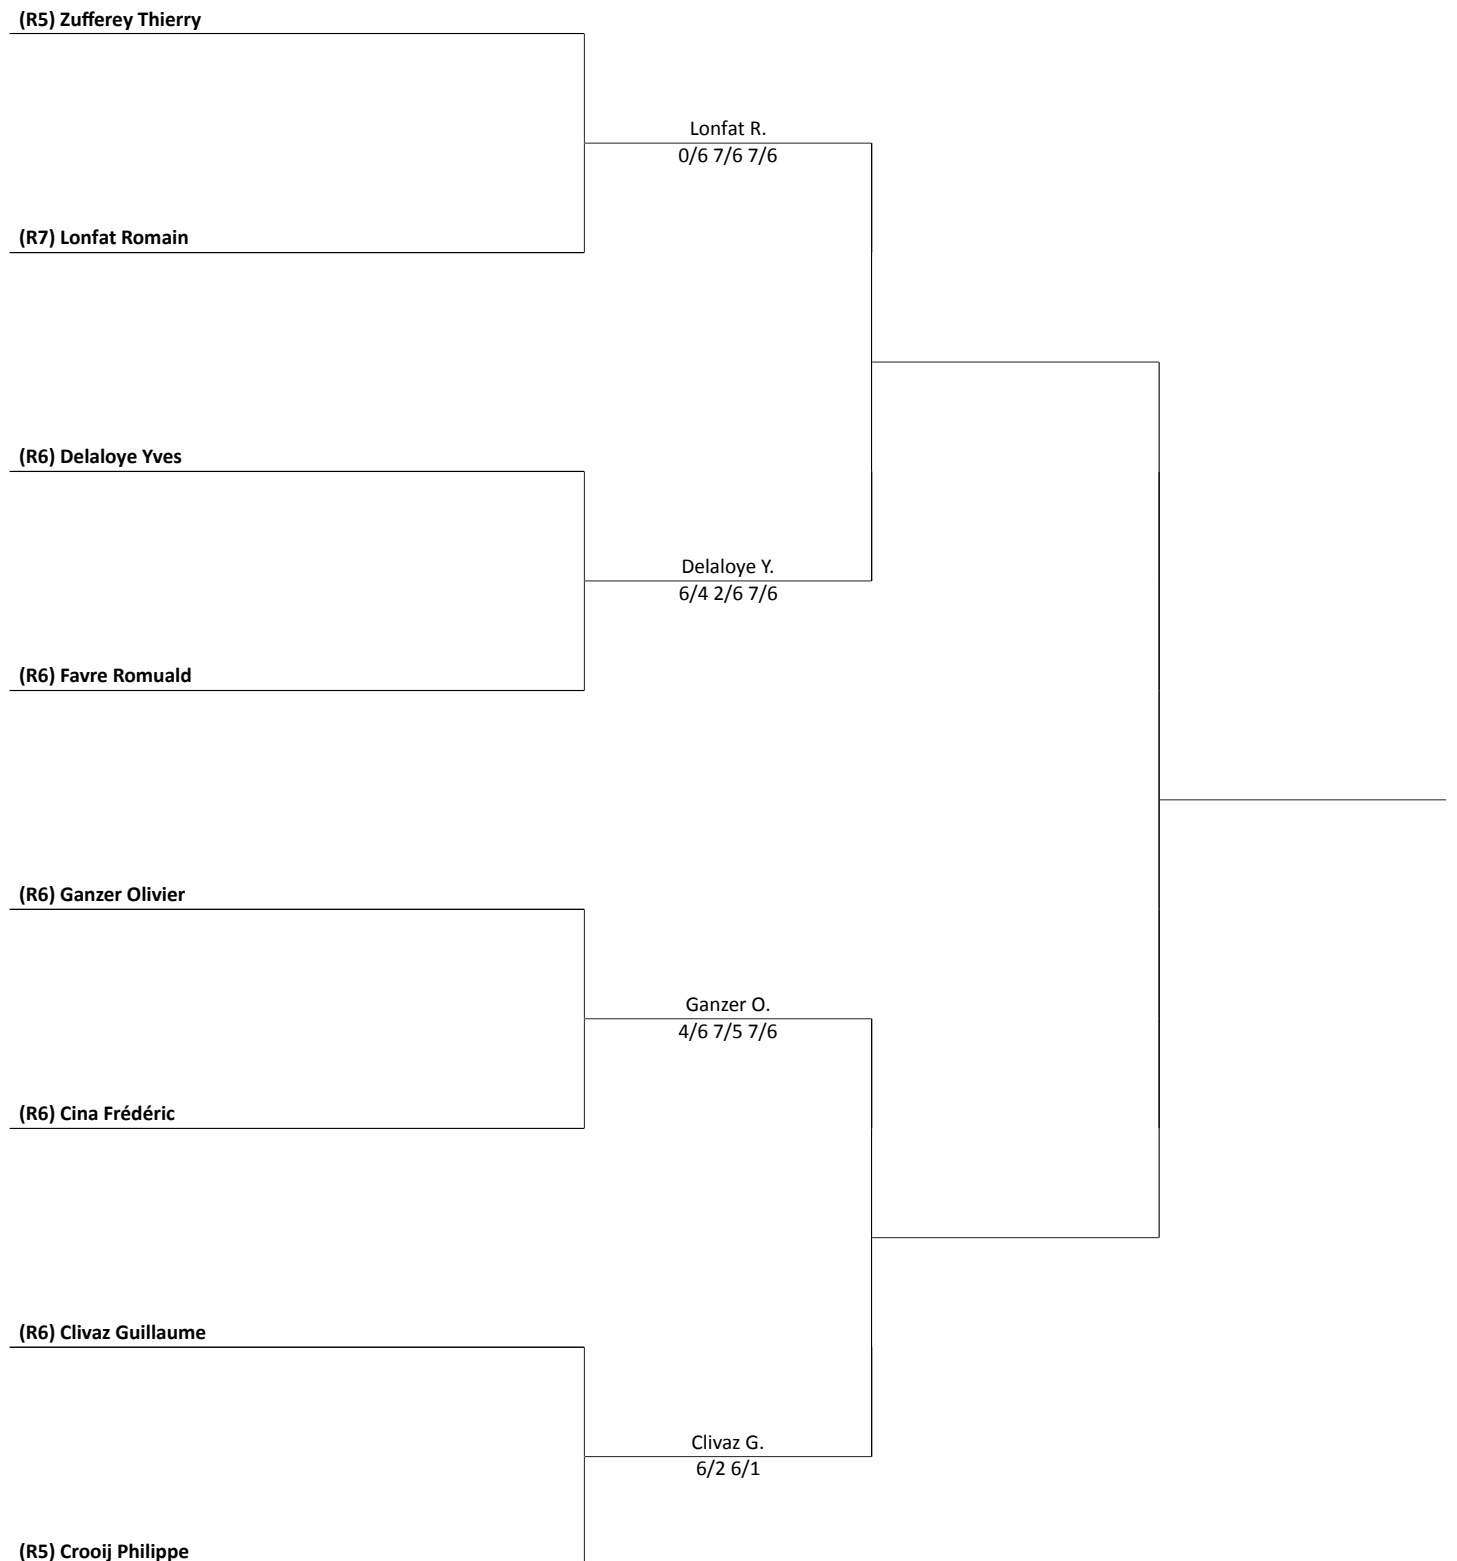 (R5) Zufferey Thierry
Lonfat R.
0/6 7/6 7/6
(R7) Lonfat Romain
(R6) Delaloye Yves
Delaloye Y.
6/4 2/6 7/6
(R6) Favre Romuald
(R6) Ganzer Olivier
Ganzer O.
4/6 7/5 7/6
(R6) Cina Frédéric
(R6) Clivaz Guillaume
Clivaz G.
6/2 6/1
(R5) Crooij Philippe